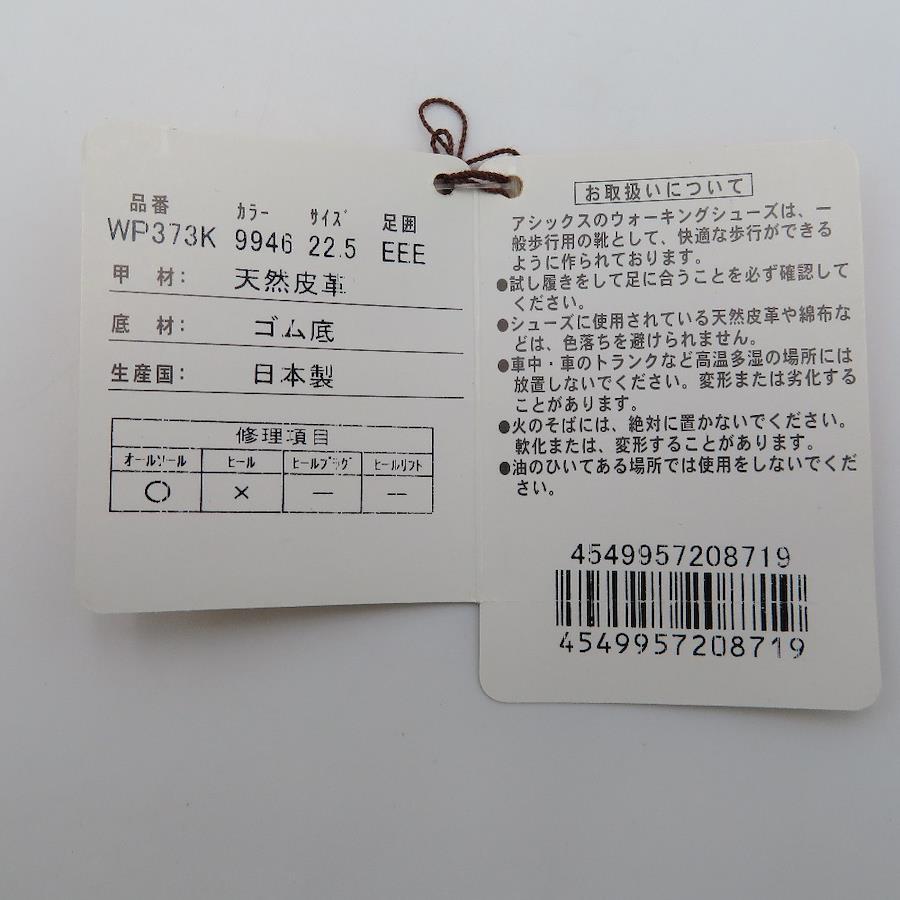 品番 カラー サイズ 足囲
WP373K 9946 22.5 EEE
甲 材: 天然皮革
底 材: ゴム底
生産国: 日本製
修理項目
オールソール ヒール ヒールプラグ ヒールリフト
○ × — —
お取扱いについて
アシックスのウォーキングシューズは、一
般歩行用の靴として、快適な歩行ができる
ように作られております。
●試し履きをして足に合うことを必ず確認して
ください。
●シューズに使用されている天然皮革や綿布な
どは、色落ちを避けられません。
●車中・車のトランクなど高温多湿の場所には
放置しないでください。変形または劣化する
ことがあります。
●火のそばには、絶対に置かないでください。
軟化または、変形することがあります。
●油のひいてある場所では使用をしないでくだ
さい。
4549957208719
4549957208719